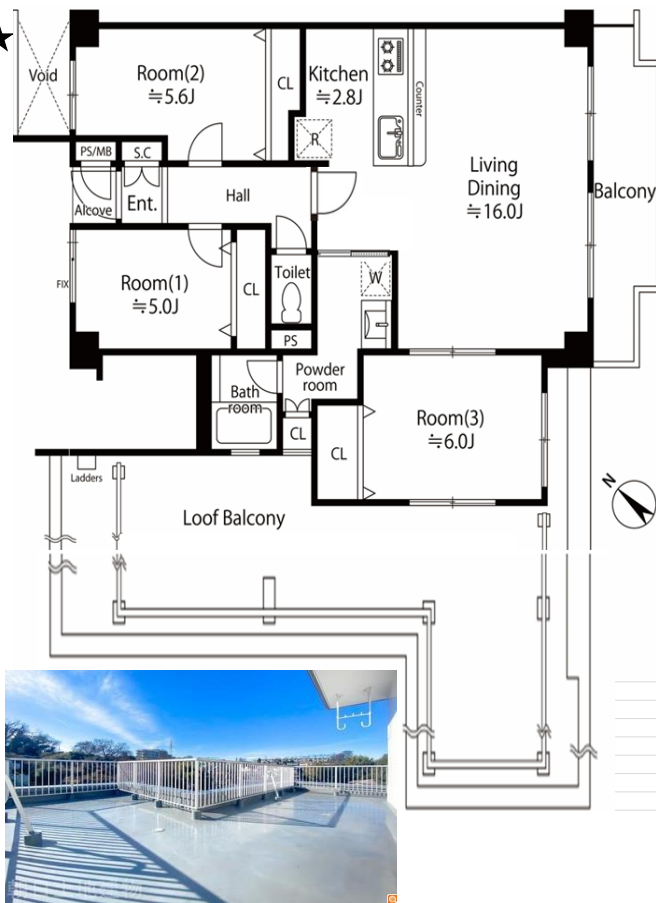 ★
Void
Room(2)
≒5.6J
CL
Kitchen
≒2.8J
Counter
R
PS/MB
S.C
Living
Dining
≒16.0J
Balcony
Alcove
Ent.
Hall
FIX
Room(1)
≒5.0J
CL
Toilet
W
PS
Powder
room
Bath
room
CL
CL
Room(3)
≒6.0J
Ladders
Loof Balcony
N